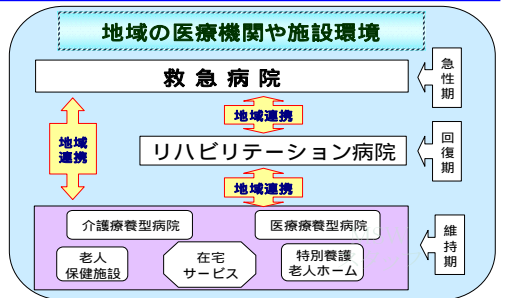 地域の医療機関や施設環境
救急病院
急性期
地域連携
地域
連携
リハビリテーション病院
回復期
地域連携
介護療養型病院
医療療養型病院
維持期
老人
保健施設
在宅
サービス
特別養護
老人ホーム